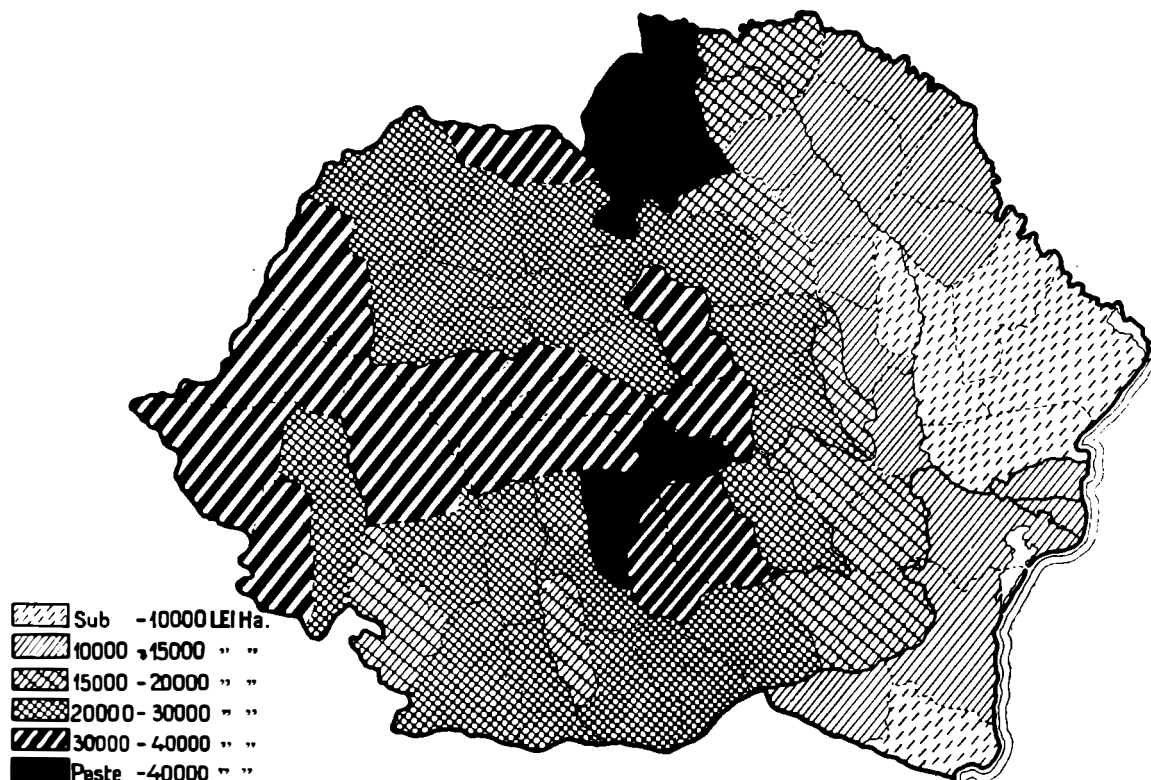 Sub - 10000 LEI Ha.
10000 „ 15000 " "
15000 - 20000 " "
20000 - 30000 " "
30000 - 40000 " "
Peste - 40000 " "